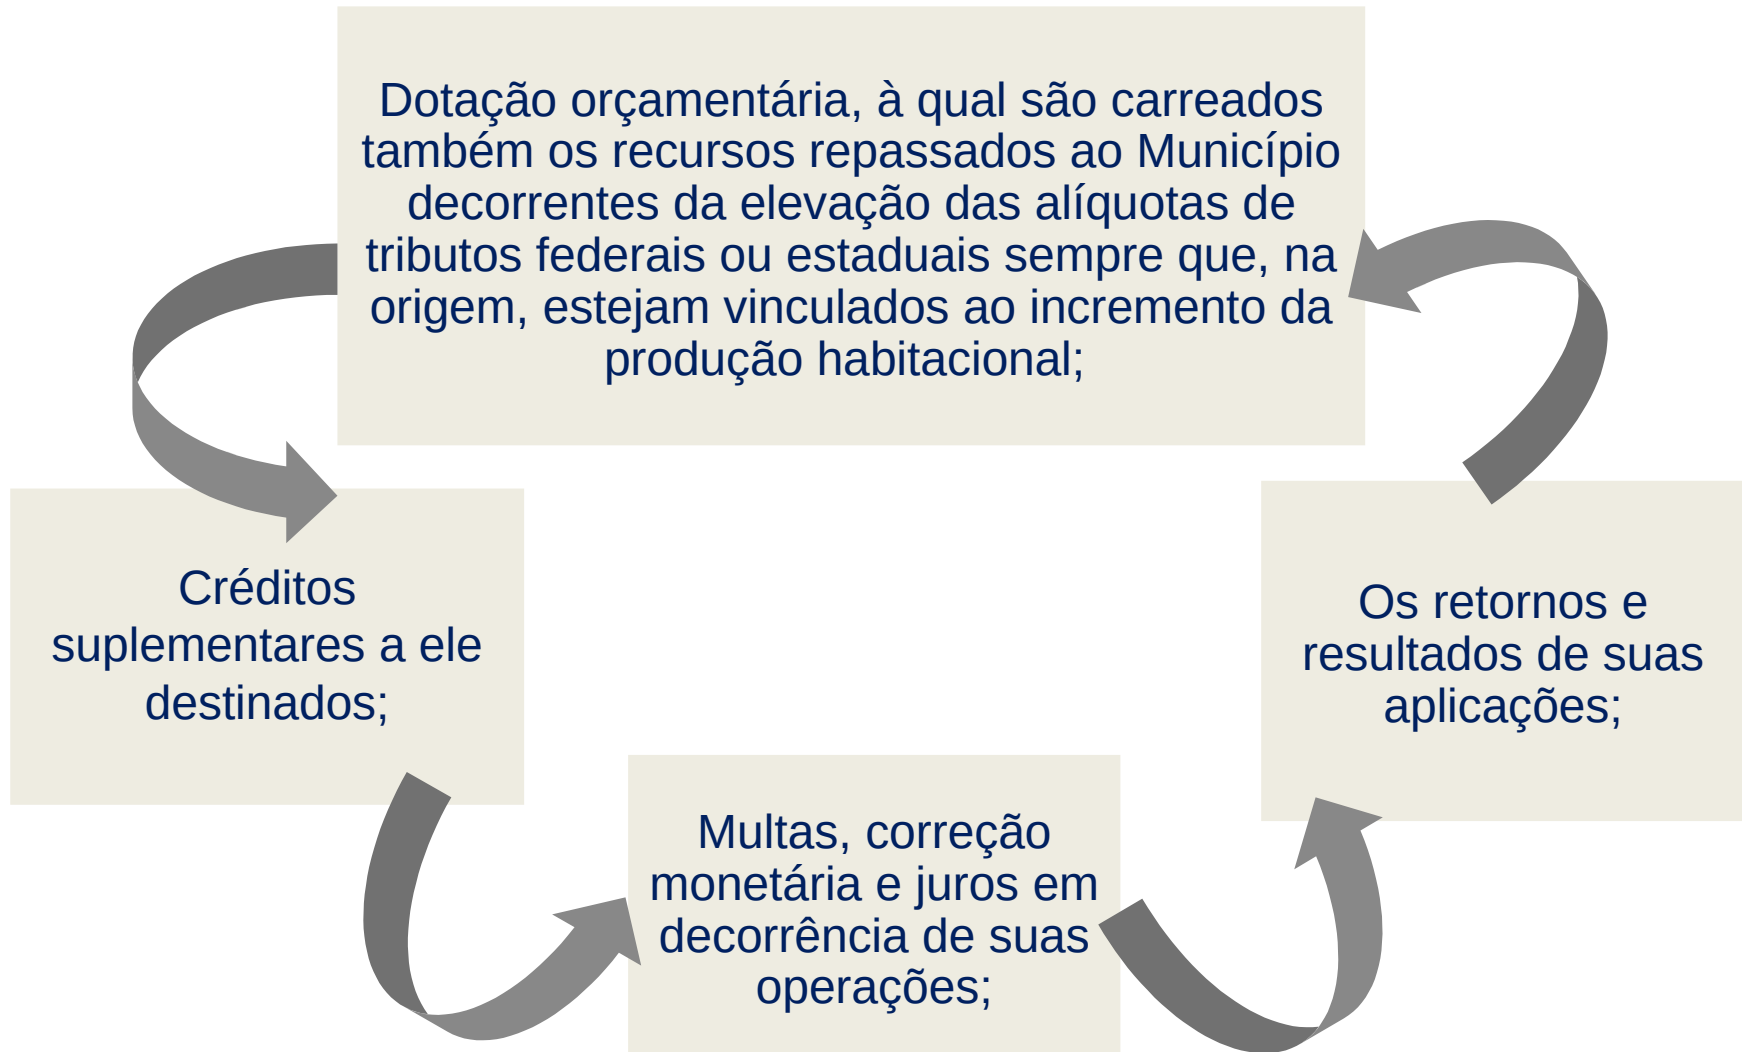 Dotação orçamentária, à qual são carreados
também os recursos repassados ao Município
decorrentes da elevação das alíquotas de
tributos federais ou estaduais sempre que, na
origem, estejam vinculados ao incremento da
produção habitacional;
Créditos
suplementares a ele
destinados;
Multas, correção
monetária e juros em
decorrência de suas
operações;
Os retornos e
resultados de suas
aplicações;